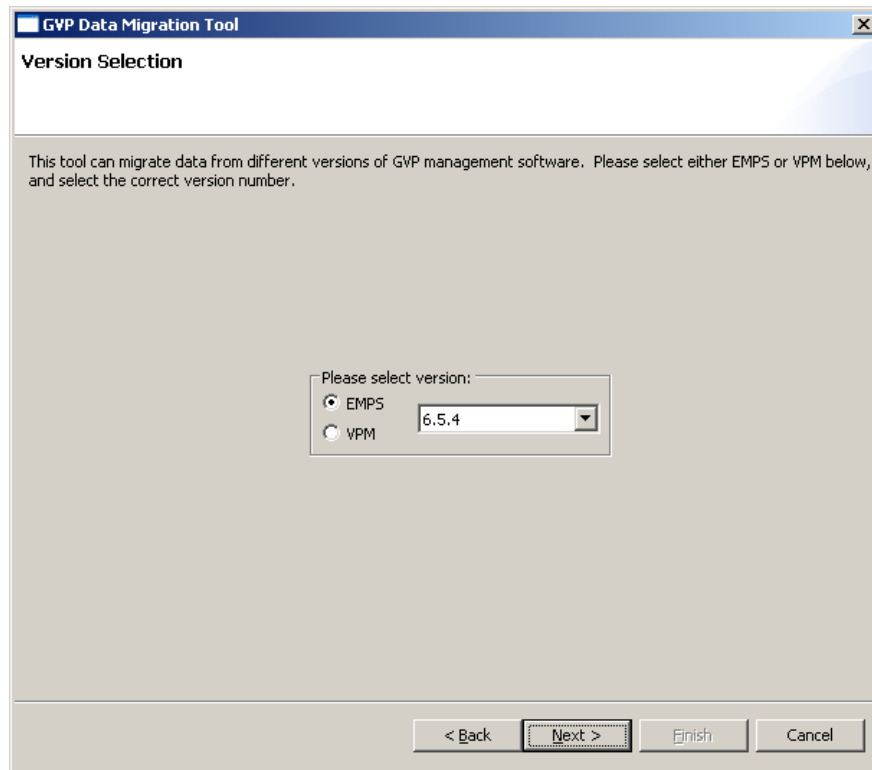 GVP Data Migration Tool
Version Selection
This tool can migrate data from different versions of GVP management software.  Please select either EMPS or VPM below,
and select the correct version number.
Please select version:
EMPS
6.5.4
VPM
< Back
Next >
Finish
Cancel